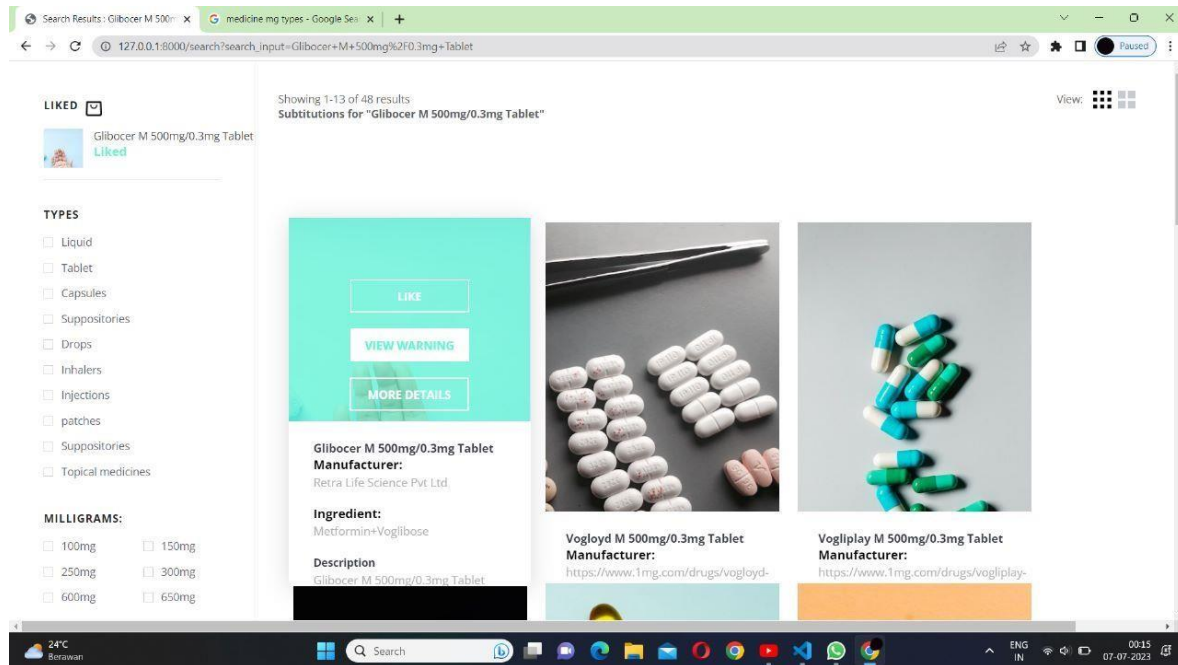 Search Results : Glibocer M 500m
medicine mg types - Google Sea
127.0.0.1:8000/search?search_input=Glibocer+M+500mg%2F0.3mg+Tablet
Paused
LIKED
Glibocer M 500mg/0.3mg Tablet
Liked
TYPES
Liquid
Tablet
Capsules
Suppositories
Drops
Inhalers
Injections
patches
Suppositories
Topical medicines
MILLIGRAMS:
100mg 150mg
250mg 300mg
600mg 650mg
Showing 1-13 of 48 results
Subtitutions for "Glibocer M 500mg/0.3mg Tablet"
View:
LIKE
VIEW WARNING
MORE DETAILS
Glibocer M 500mg/0.3mg Tablet
Manufacturer:
Retra Life Science Pvt Ltd
Ingredient:
Metformin+Voglibose
Description
Glibocer M 500mg/0.3mg Tablet
Vogloyd M 500mg/0.3mg Tablet
Manufacturer:
https://www.1mg.com/drugs/vogloyd-
Vogliplay M 500mg/0.3mg Tablet
Manufacturer:
https://www.1mg.com/drugs/vogliplay-
24°C
Berawan
Search
ENG
IN
00:15
07-07-2023